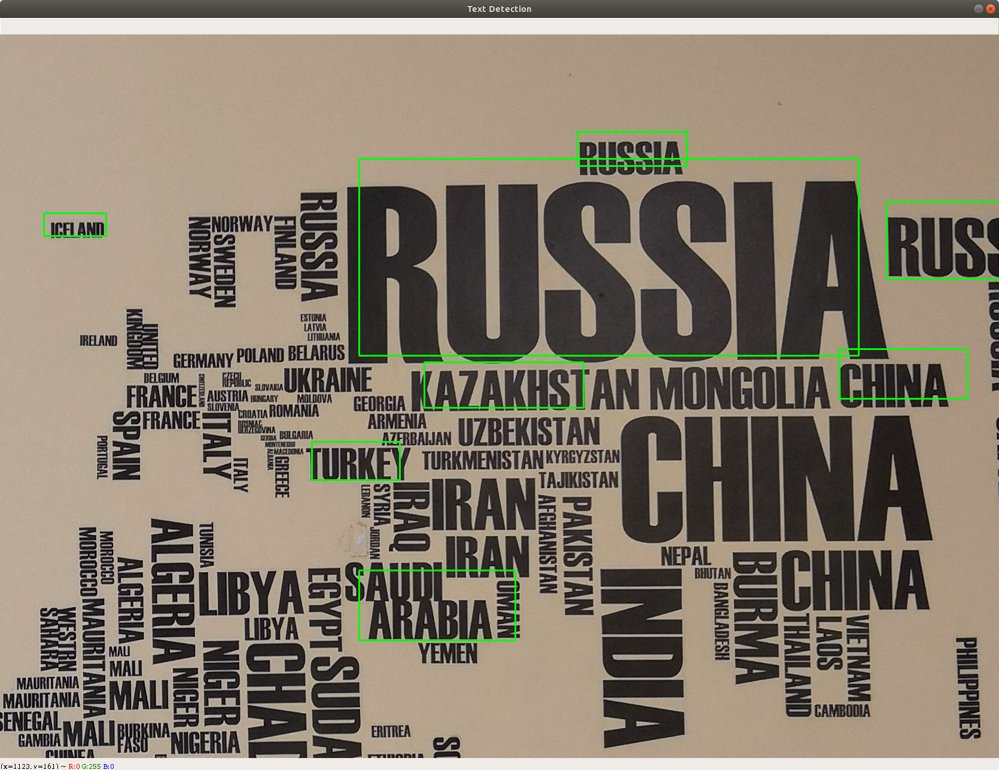 Text Detection
RUSSIA
RUSSIA
RUSS
ICELAND
NORWAY
NORWAY
SWEDEN
FINLAND
RUSSIA
ESTONIA
LATVIA
LITHUANIA
IRELAND
UNITED
KINGDOM
GERMANY
POLAND
BELARUS
BELGIUM
SWITZERLAND
CZECH
REPUBLIC
SLOVAKIA
UKRAINE
KAZAKHSTAN
MONGOLIA
CHINA
FRANCE
AUSTRIA
HUNGARY
MOLDOVA
GEORGIA
SLOVENIA
CROATIA
ROMANIA
SPAIN
FRANCE
ITALY
BOSNIA &
HERZEGOVINA
ARMENIA
UZBEKISTAN
CHINA
PORTUGAL
SERBIA
BULGARIA
AZERBAIJAN
MONTENEGRO
MACEDONIA
ALBANIA
TURKEY
TURKMENISTAN
KYRGYZSTAN
ITALY
GREECE
TAJIKISTAN
LEBANON
SYRIA
IRAQ
IRAN
AFGHANISTAN
PAKISTAN
JORDAN
IRAN
MOROCCO
MOROCCO
ALGERIA
ALGERIA
TUNISIA
NEPAL
BHUTAN
BURMA
CHINA
LIBYA
EGYPT
SAUDI
ARABIA
OMAN
INDIA
BANGLADESH
WESTRN
SAHARA
MAURITANIA
LIBYA
THAILAND
LAOS
VIETNAM
PHILIPPINES
MALI
MALI
NIGER
NIGER
CHAD
SUDA
YEMEN
MAURITANIA
MAURITANIA
MALI
SENEGAL
GAMBIA
MALI
BURKINA
FASO
NIGERIA
ERITREA
CAMBODIA
GUINEA
SO
(x=1123, y=161) ~ R:0 G:255 B:0